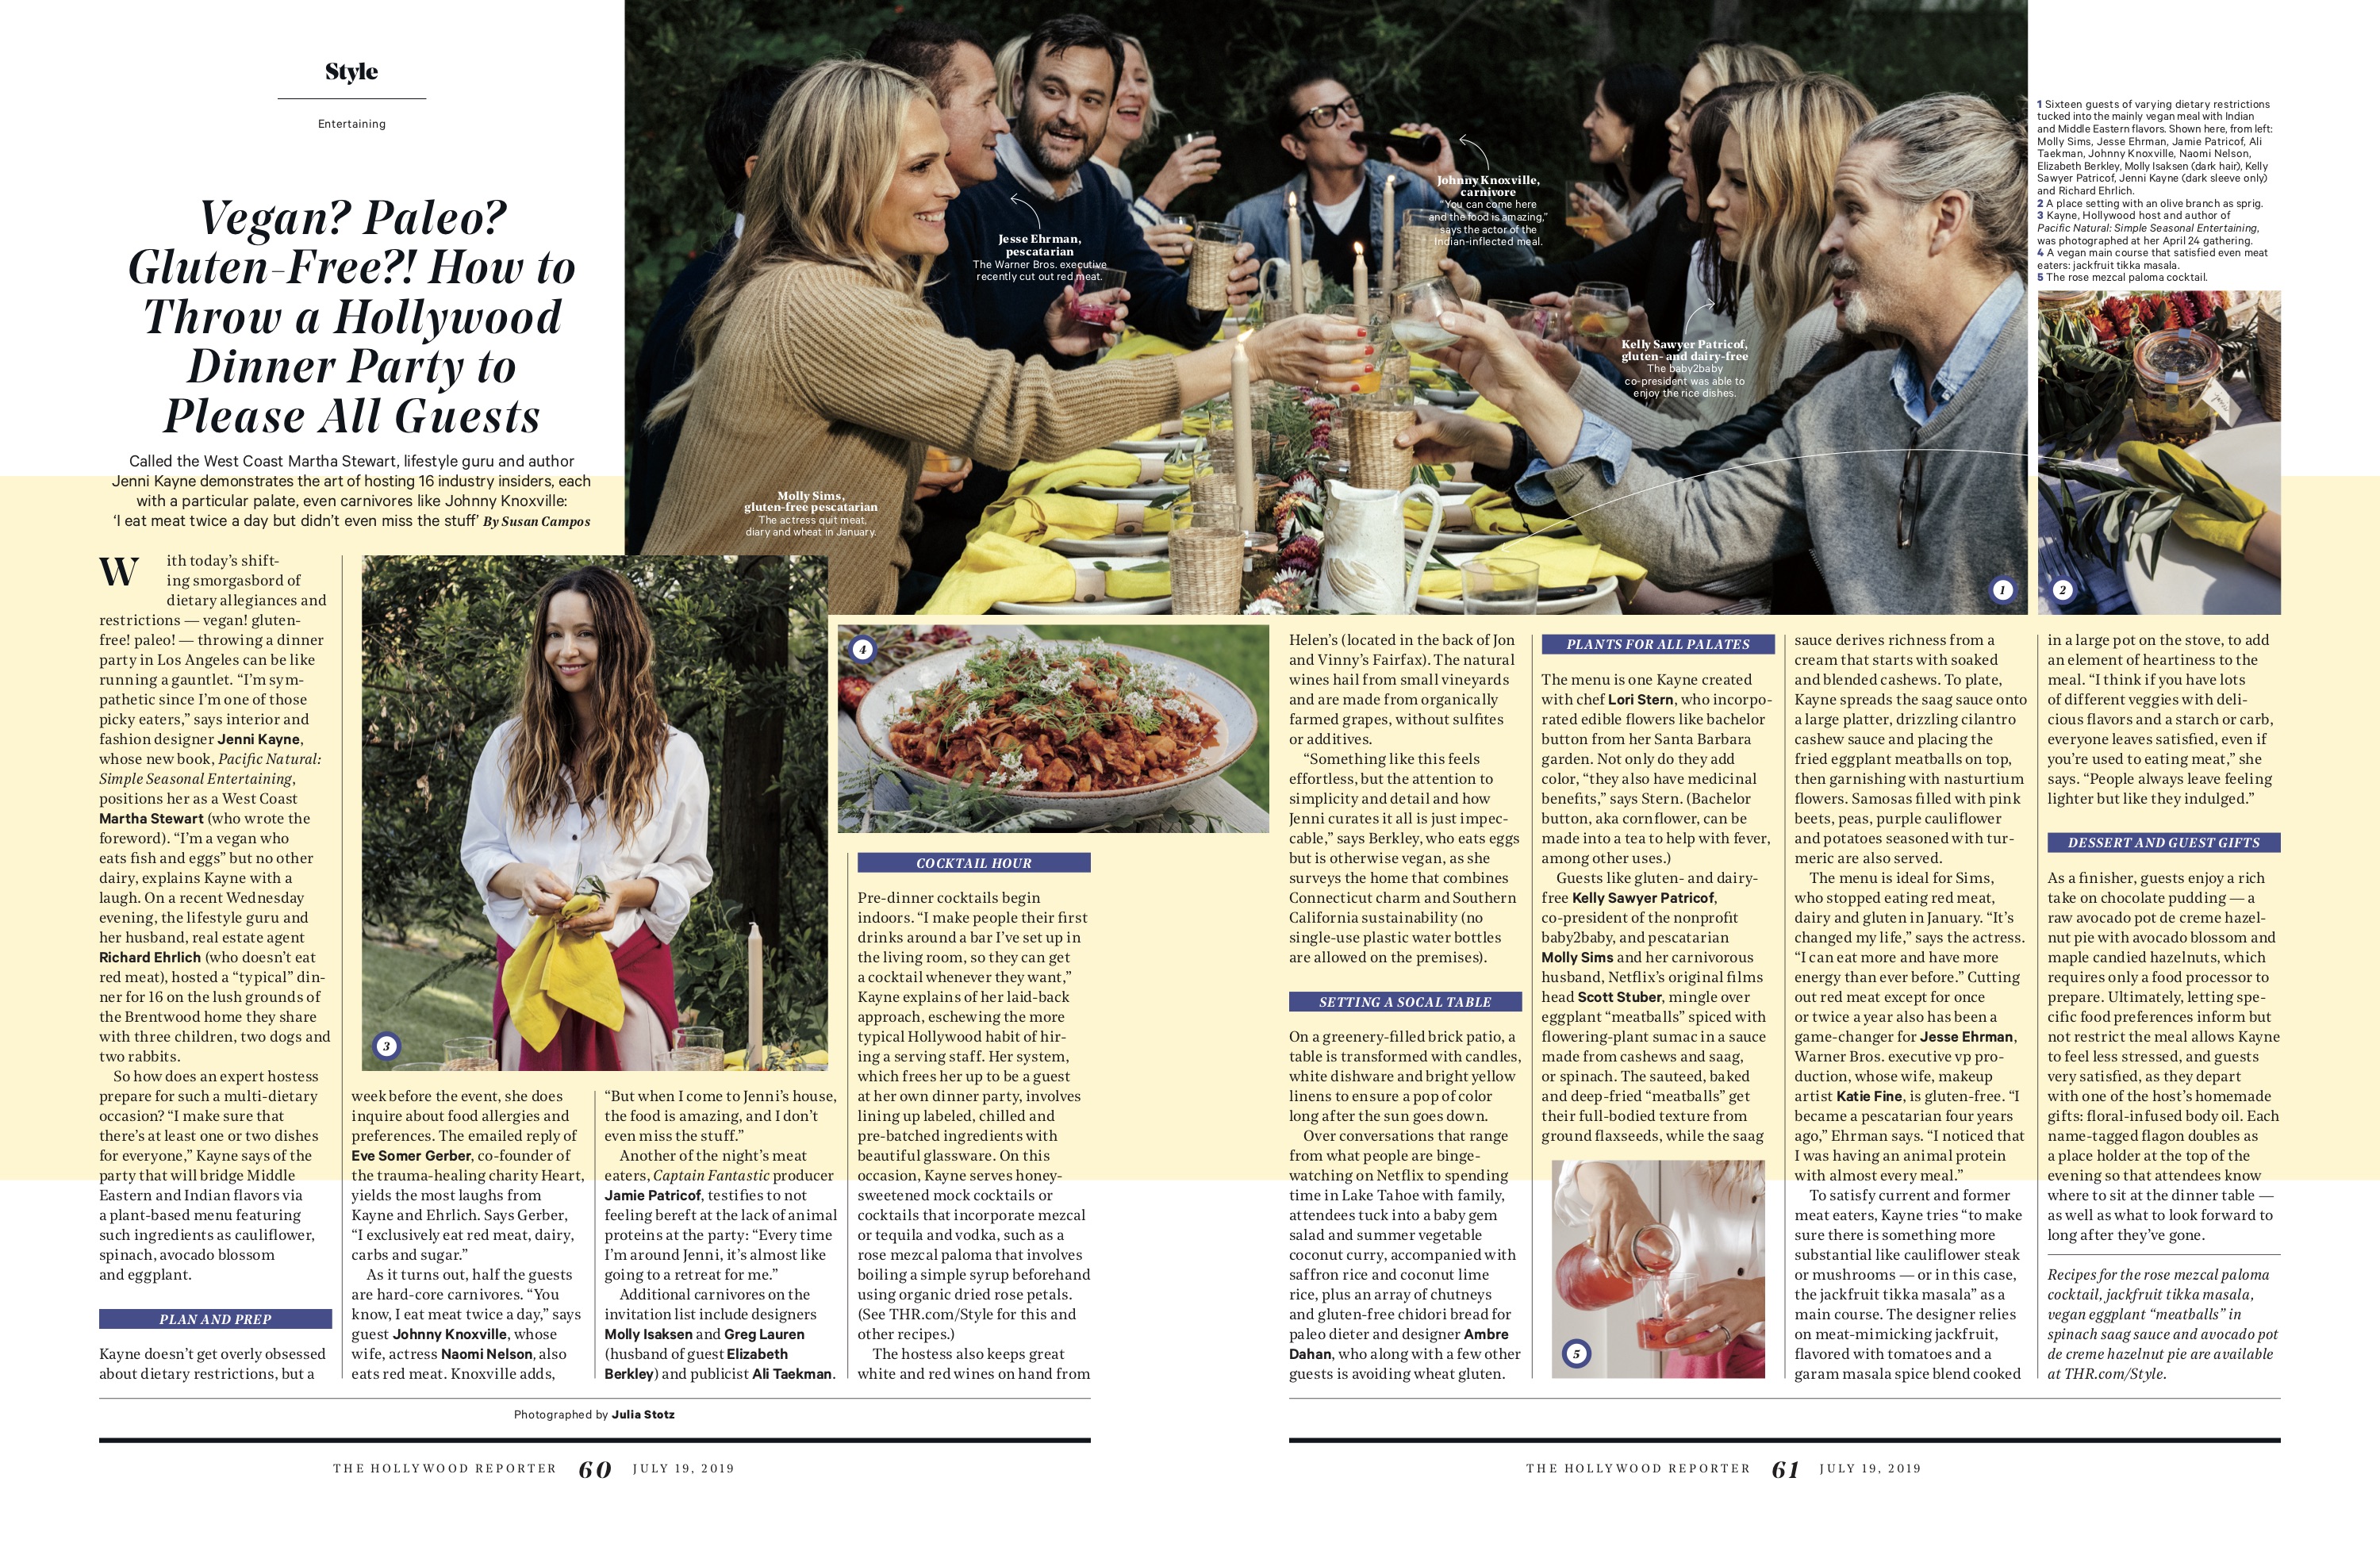 Style
Entertaining
Vegan? Paleo?
Gluten-Free?! How to
Throw a Hollywood
Dinner Party to
Please All Guests
Called the West Coast Martha Stewart, lifestyle guru and author
Jenni Kayne demonstrates the art of hosting 16 industry insiders, each
with a particular palate, even carnivores like Johnny Knoxville:
‘I eat meat twice a day but didn’t even miss the stuff’ By Susan Campos
Jesse Ehrman,
pescatarian
The Warner Bros. executive
recently cut out red meat.
Johnny Knoxville,
carnivore
“You can come here
and the food is amazing,”
says the actor of the
Indian-inflected meal.
Kelly Sawyer Patricof,
gluten- and dairy-free
The baby2baby
co-president was able to
enjoy the rice dishes.
Molly Sims,
gluten-free pescatarian
The actress quit meat,
diary and wheat in January.
1
1 Sixteen guests of varying dietary restrictions
tucked into the mainly vegan meal with Indian
and Middle Eastern flavors. Shown here, from left:
Molly Sims, Jesse Ehrman, Jamie Patricof, Ali
Taekman, Johnny Knoxville, Naomi Nelson,
Elizabeth Berkley, Molly Isaksen (dark hair), Kelly
Sawyer Patricof, Jenni Kayne (dark sleeve only)
and Richard Ehrlich.
2 A place setting with an olive branch as sprig.
3 Kayne, Hollywood host and author of
Pacific Natural: Simple Seasonal Entertaining,
was photographed at her April 24 gathering.
4 A vegan main course that satisfied even meat
eaters: jackfruit tikka masala.
5 The rose mezcal paloma cocktail.
2
With today’s shift-
ing smorgasbord of
dietary allegiances and
restrictions — vegan! gluten-
free! paleo! — throwing a dinner
party in Los Angeles can be like
running a gauntlet. “I’m sym-
pathetic since I’m one of those
picky eaters,” says interior and
fashion designer Jenni Kayne,
whose new book, Pacific Natural:
Simple Seasonal Entertaining,
positions her as a West Coast
Martha Stewart (who wrote the
foreword). “I’m a vegan who
eats fish and eggs” but no other
dairy, explains Kayne with a
laugh. On a recent Wednesday
evening, the lifestyle guru and
her husband, real estate agent
Richard Ehrlich (who doesn’t eat
red meat), hosted a “typical” din-
ner for 16 on the lush grounds of
the Brentwood home they share
with three children, two dogs and
two rabbits.
So how does an expert hostess
prepare for such a multi-dietary
occasion? “I make sure that
there’s at least one or two dishes
for everyone,” Kayne says of the
party that will bridge Middle
Eastern and Indian flavors via
a plant-based menu featuring
such ingredients as cauliflower,
spinach, avocado blossom
and eggplant.
PLAN AND PREP
Kayne doesn’t get overly obsessed
about dietary restrictions, but a
3
week before the event, she does
inquire about food allergies and
preferences. The emailed reply of
Eve Somer Gerber, co-founder of
the trauma-healing charity Heart,
yields the most laughs from
Kayne and Ehrlich. Says Gerber,
“I exclusively eat red meat, dairy,
carbs and sugar.”
As it turns out, half the guests
are hard-core carnivores. “You
know, I eat meat twice a day,” says
guest Johnny Knoxville, whose
wife, actress Naomi Nelson, also
eats red meat. Knoxville adds,
“But when I come to Jenni’s house,
the food is amazing, and I don’t
even miss the stuff.”
Another of the night’s meat
eaters, Captain Fantastic producer
Jamie Patricof, testifies to not
feeling bereft at the lack of animal
proteins at the party: “Every time
I’m around Jenni, it’s almost like
going to a retreat for me.”
Additional carnivores on the
invitation list include designers
Molly Isaksen and Greg Lauren
(husband of guest Elizabeth
Berkley) and publicist Ali Taekman.
4
COCKTAIL HOUR
Pre-dinner cocktails begin
indoors. “I make people their first
drinks around a bar I’ve set up in
the living room, so they can get
a cocktail whenever they want,”
Kayne explains of her laid-back
approach, eschewing the more
typical Hollywood habit of hir-
ing a serving staff. Her system,
which frees her up to be a guest
at her own dinner party, involves
lining up labeled, chilled and
pre-batched ingredients with
beautiful glassware. On this
occasion, Kayne serves honey-
sweetened mock cocktails or
cocktails that incorporate mezcal
or tequila and vodka, such as a
rose mezcal paloma that involves
boiling a simple syrup beforehand
using organic dried rose petals.
(See THR.com/Style for this and
other recipes.)
The hostess also keeps great
white and red wines on hand from
Helen’s (located in the back of Jon
and Vinny’s Fairfax). The natural
wines hail from small vineyards
and are made from organically
farmed grapes, without sulfites
or additives.
“Something like this feels
effortless, but the attention to
simplicity and detail and how
Jenni curates it all is just impec-
cable,” says Berkley, who eats eggs
but is otherwise vegan, as she
surveys the home that combines
Connecticut charm and Southern
California sustainability (no
single-use plastic water bottles
are allowed on the premises).
SETTING A SOCAL TABLE
On a greenery-filled brick patio, a
table is transformed with candles,
white dishware and bright yellow
linens to ensure a pop of color
long after the sun goes down.
Over conversations that range
from what people are binge-
watching on Netflix to spending
time in Lake Tahoe with family,
attendees tuck into a baby gem
salad and summer vegetable
coconut curry, accompanied with
saffron rice and coconut lime
rice, plus an array of chutneys
and gluten-free chidori bread for
paleo dieter and designer Ambre
Dahan, who along with a few other
guests is avoiding wheat gluten.
PLANTS FOR ALL PALATES
The menu is one Kayne created
with chef Lori Stern, who incorpo-
rated edible flowers like bachelor
button from her Santa Barbara
garden. Not only do they add
color, “they also have medicinal
benefits,” says Stern. (Bachelor
button, aka cornflower, can be
made into a tea to help with fever,
among other uses.)
Guests like gluten- and dairy-
free Kelly Sawyer Patricof,
co-president of the nonprofit
baby2baby, and pescatarian
Molly Sims and her carnivorous
husband, Netflix’s original films
head Scott Stuber, mingle over
eggplant “meatballs” spiced with
flowering-plant sumac in a sauce
made from cashews and saag,
or spinach. The sauteed, baked
and deep-fried “meatballs” get
their full-bodied texture from
ground flaxseeds, while the saag
5
sauce derives richness from a
cream that starts with soaked
and blended cashews. To plate,
Kayne spreads the saag sauce onto
a large platter, drizzling cilantro
cashew sauce and placing the
fried eggplant meatballs on top,
then garnishing with nasturtium
flowers. Samosas filled with pink
beets, peas, purple cauliflower
and potatoes seasoned with tur-
meric are also served.
The menu is ideal for Sims,
who stopped eating red meat,
dairy and gluten in January. “It’s
changed my life,” says the actress.
“I can eat more and have more
energy than ever before.” Cutting
out red meat except for once
or twice a year also has been a
game-changer for Jesse Ehrman,
Warner Bros. executive vp pro-
duction, whose wife, makeup
artist Katie Fine, is gluten-free. “I
became a pescatarian four years
ago,” Ehrman says. “I noticed that
I was having an animal protein
with almost every meal.”
To satisfy current and former
meat eaters, Kayne tries “to make
sure there is something more
substantial like cauliflower steak
or mushrooms — or in this case,
the jackfruit tikka masala” as a
main course. The designer relies
on meat-mimicking jackfruit,
flavored with tomatoes and a
garam masala spice blend cooked
in a large pot on the stove, to add
an element of heartiness to the
meal. “I think if you have lots
of different veggies with deli-
cious flavors and a starch or carb,
everyone leaves satisfied, even if
you’re used to eating meat,” she
says. “People always leave feeling
lighter but like they indulged.”
DESSERT AND GUEST GIFTS
As a finisher, guests enjoy a rich
take on chocolate pudding — a
raw avocado pot de creme hazel-
nut pie with avocado blossom and
maple candied hazelnuts, which
requires only a food processor to
prepare. Ultimately, letting spe-
cific food preferences inform but
not restrict the meal allows Kayne
to feel less stressed, and guests
very satisfied, as they depart
with one of the host’s homemade
gifts: floral-infused body oil. Each
name-tagged flagon doubles as
a place holder at the top of the
evening so that attendees know
where to sit at the dinner table —
as well as what to look forward to
long after they’ve gone.
Recipes for the rose mezcal paloma
cocktail, jackfruit tikka masala,
vegan eggplant “meatballs” in
spinach saag sauce and avocado pot
de creme hazelnut pie are available
at THR.com/Style.
Photographed by Julia Stotz
THE HOLLYWOOD REPORTER 60 JULY 19, 2019
THE HOLLYWOOD REPORTER 61 JULY 19, 2019